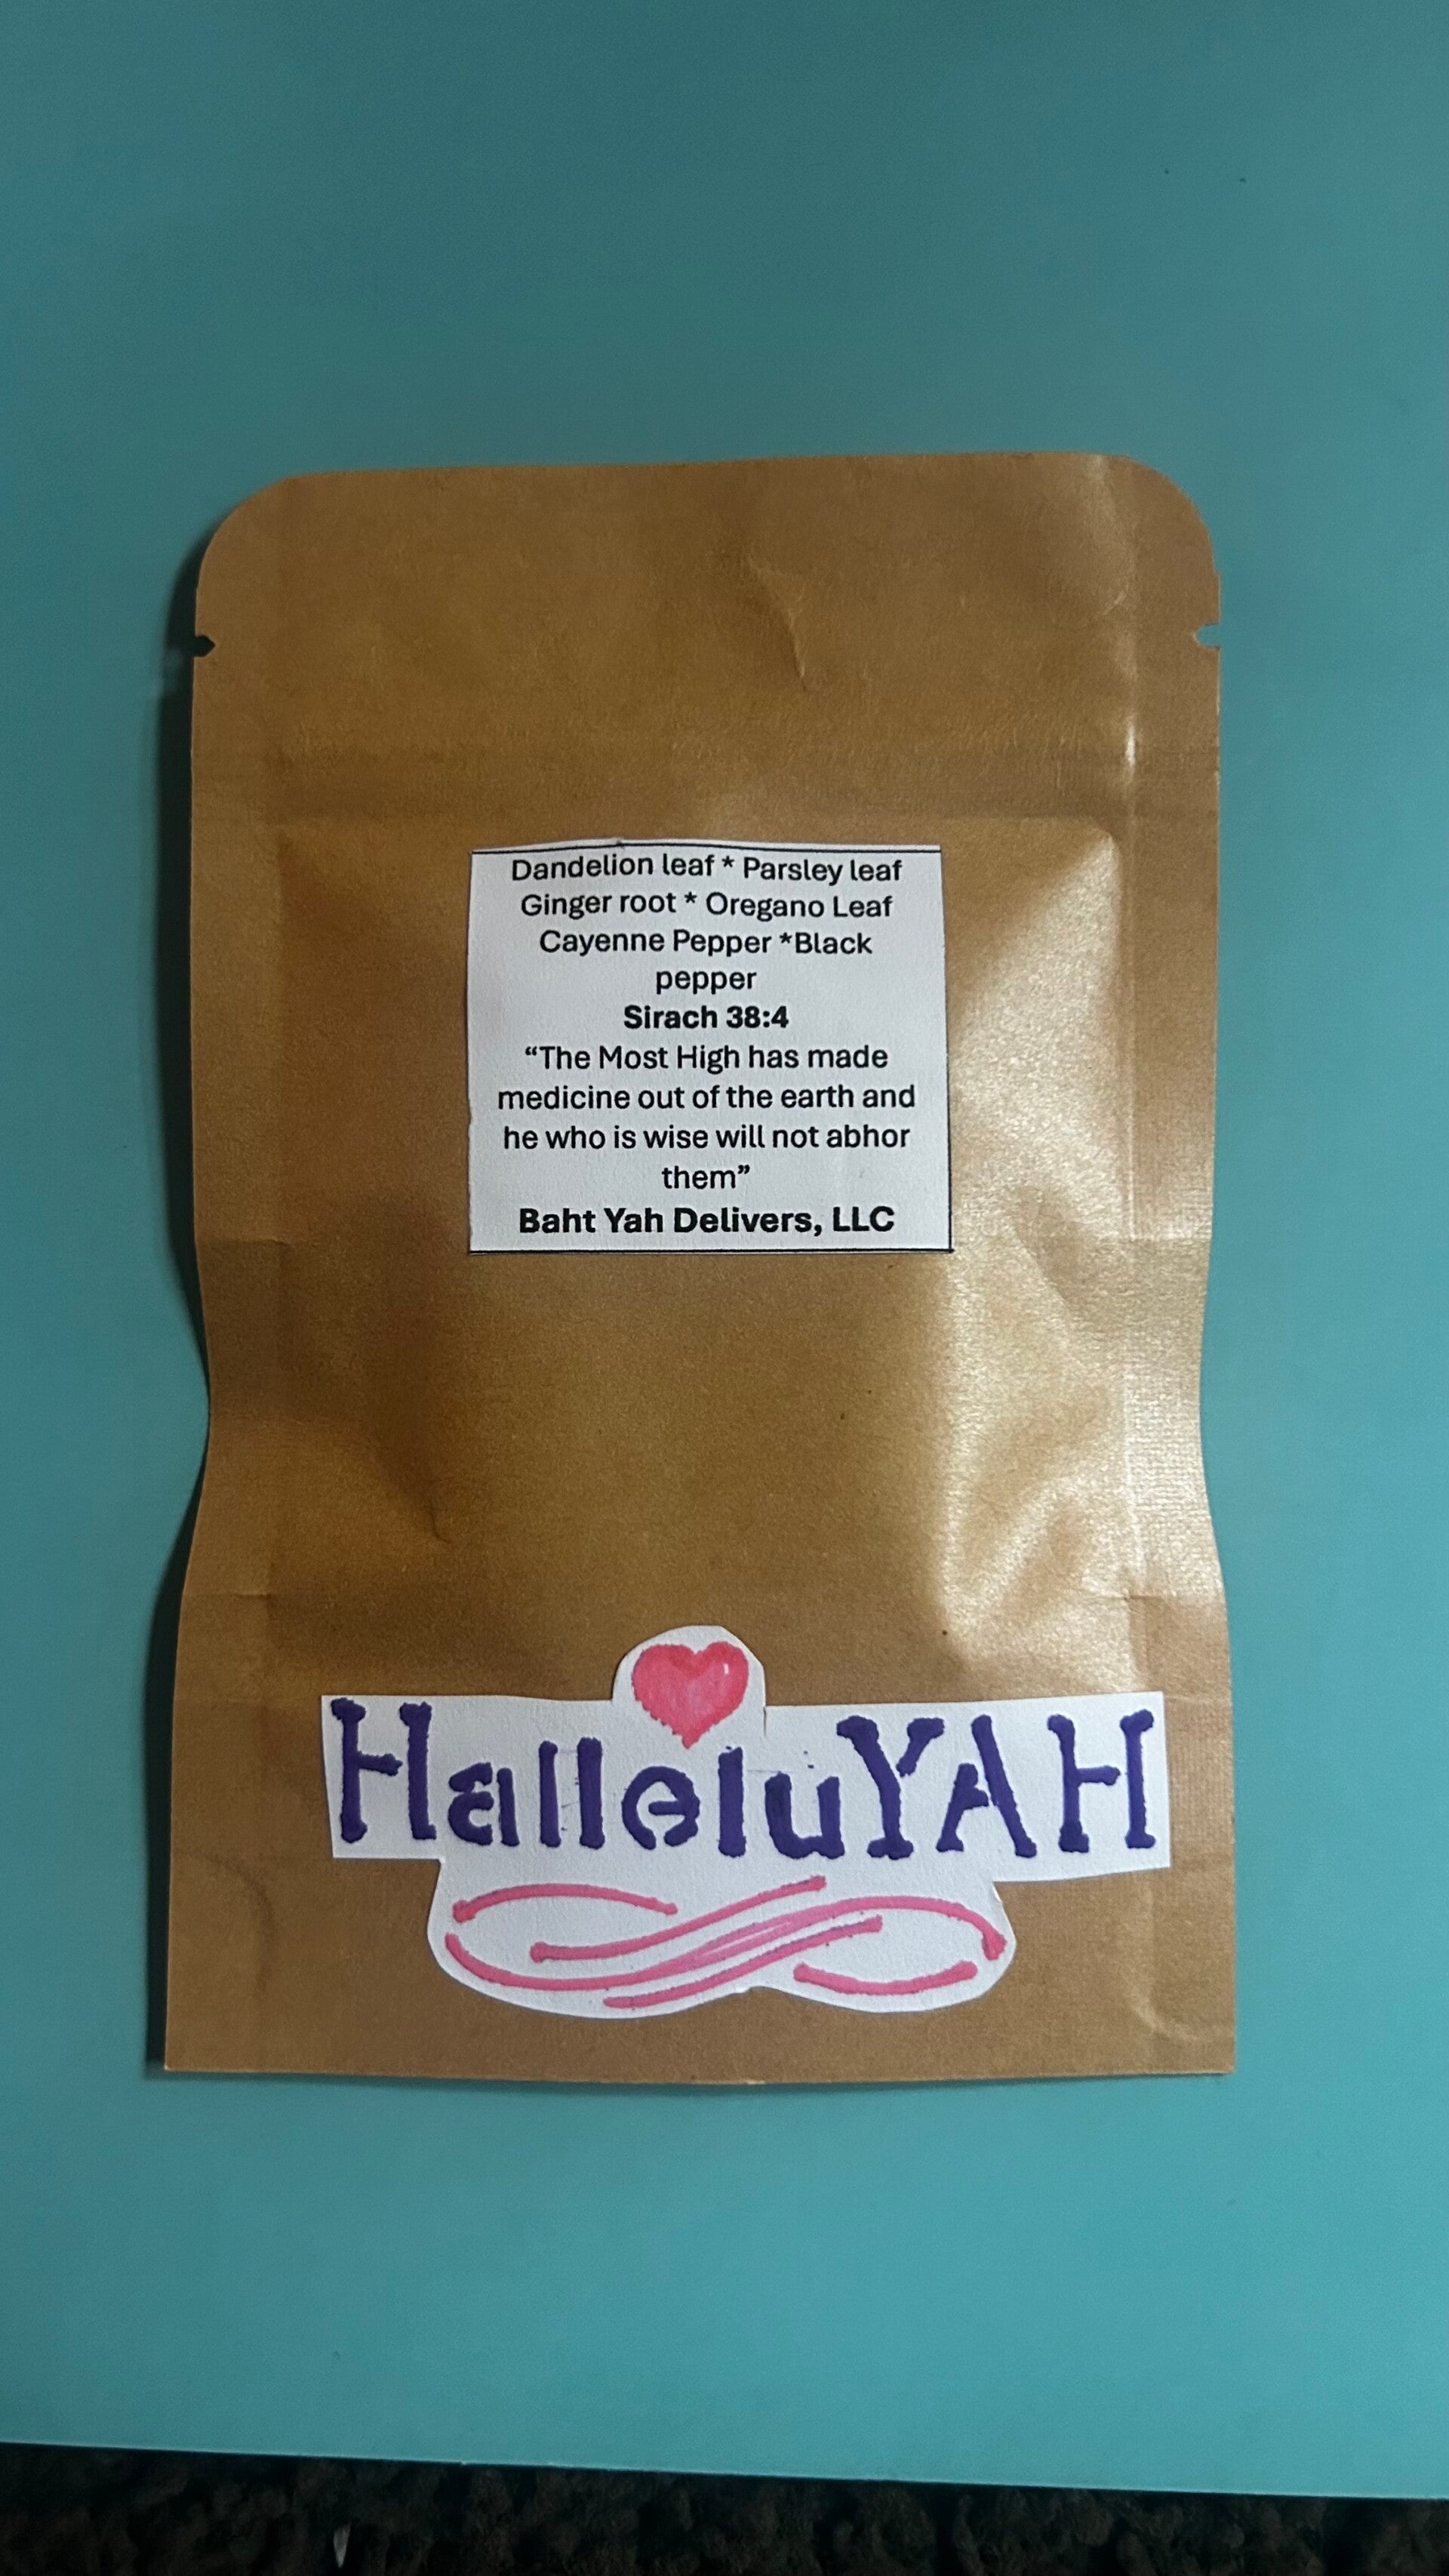 Dandelion leaf * Parsley leaf
Ginger root * Oregano Leaf
Cayenne Pepper *Black
pepper
Sirach 38:4
“The Most High has made
medicine out of the earth and
he who is wise will not abhor
them”
Baht Yah Delivers, LLC
HalleluYAH